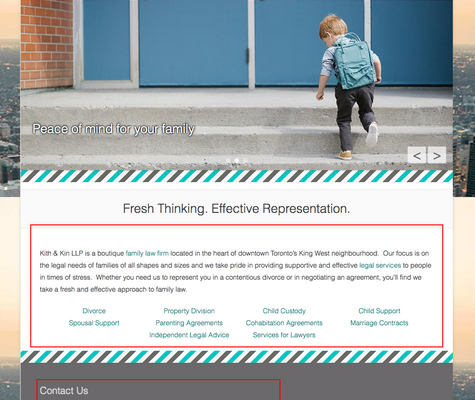 Peace of mind for your family
< >
Fresh Thinking. Effective Representation.
Kith & Kin LLP is a boutique family law firm located in the heart of downtown Toronto's King West neighbourhood. Our focus is on
the legal needs of families of all shapes and sizes and we take pride in providing supportive and effective legal services to people
in times of stress. Whether you need us to represent you in a contentious divorce or in negotiating an agreement, you'll find we
take a fresh and effective approach to family law.
Divorce Property Division Child Custody Child Support
Spousal Support Parenting Agreements Cohabitation Agreements Marriage Contracts
Independent Legal Advice Services for Lawyers
Contact Us